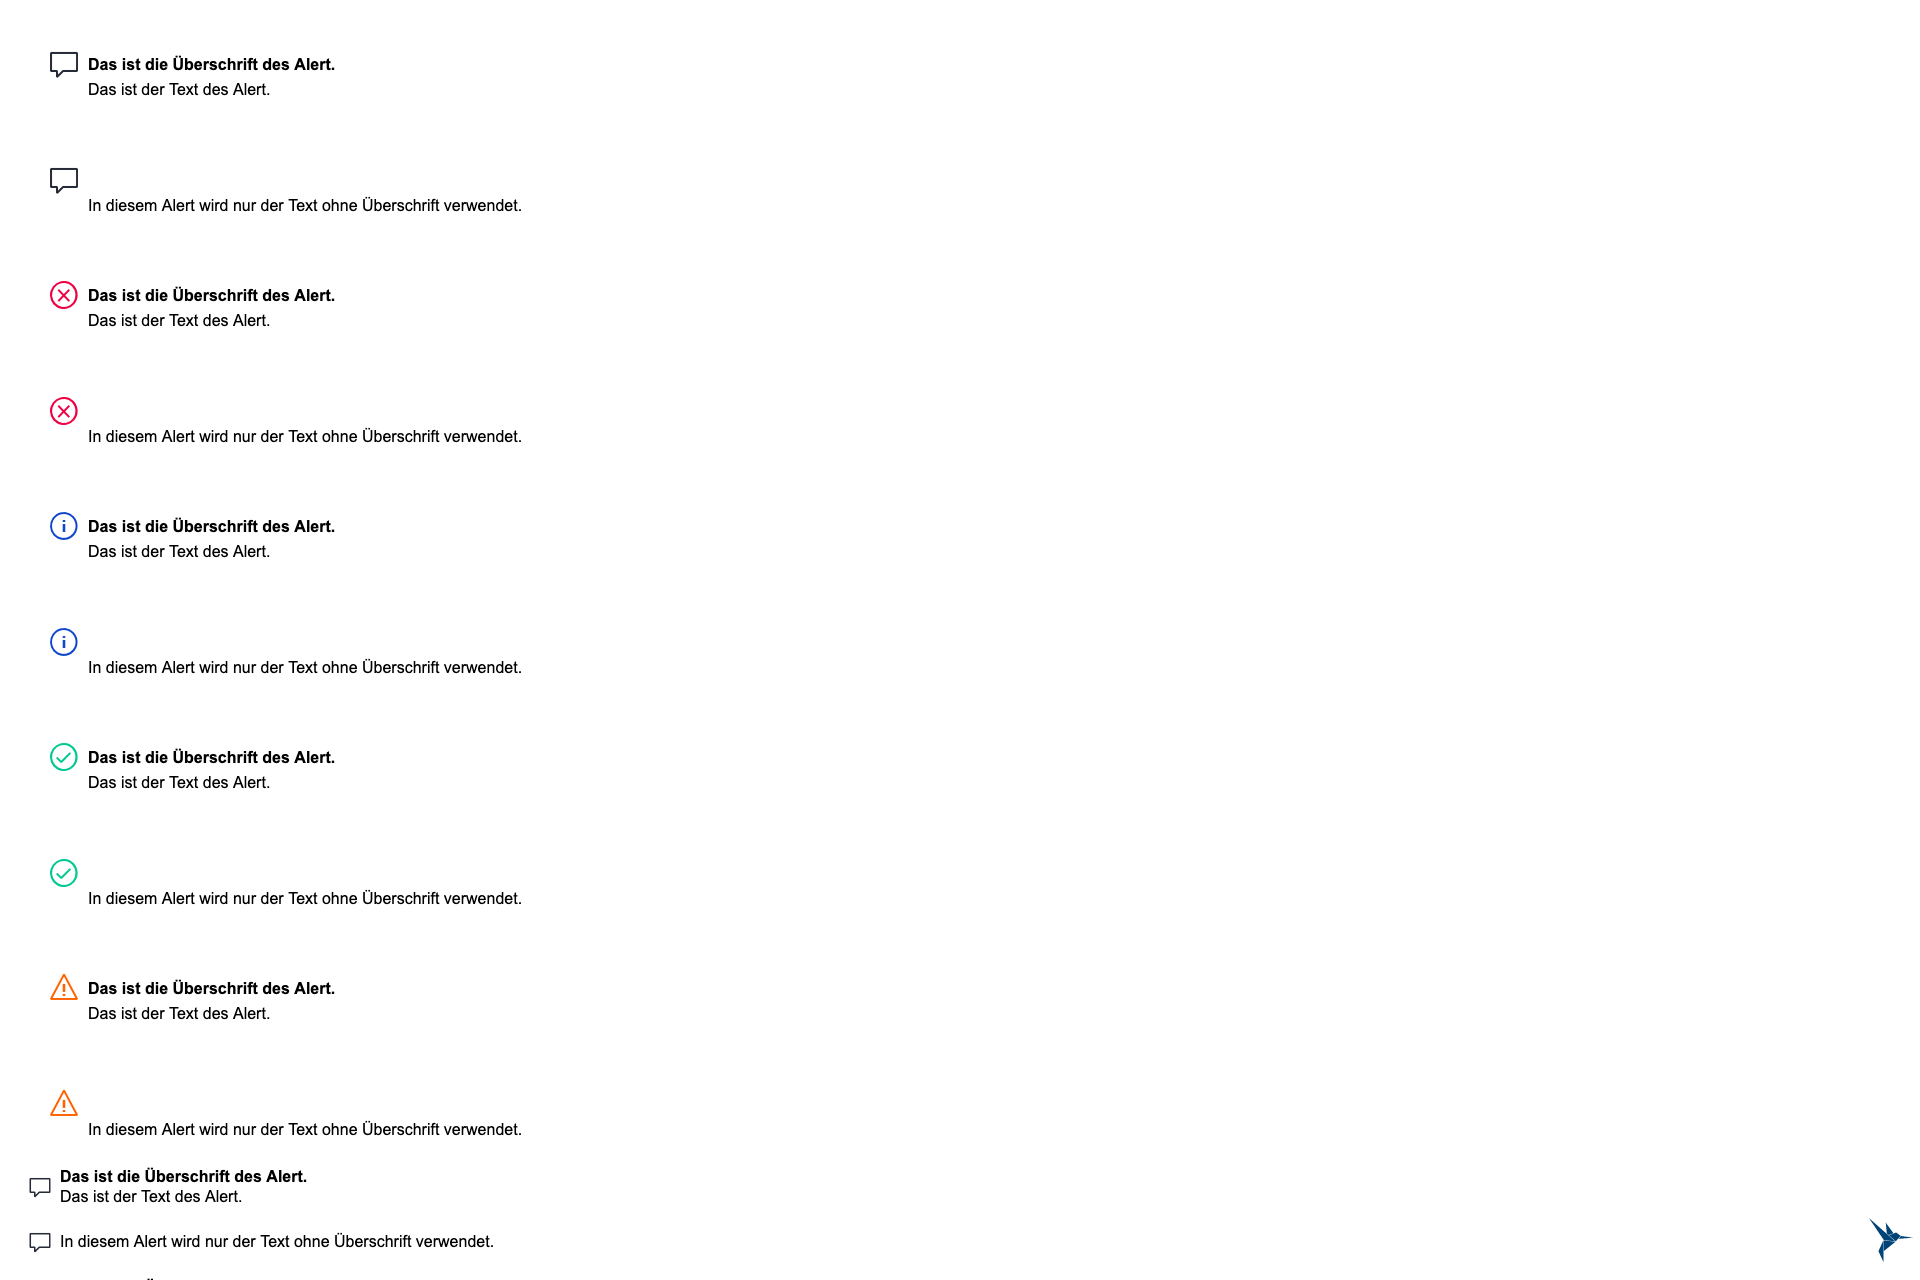 Das ist die Überschrift des Alert.
Das ist der Text des Alert.
In diesem Alert wird nur der Text ohne Überschrift verwendet.
Das ist die Überschrift des Alert.
Das ist der Text des Alert.
In diesem Alert wird nur der Text ohne Überschrift verwendet.
Das ist die Überschrift des Alert.
Das ist der Text des Alert.
In diesem Alert wird nur der Text ohne Überschrift verwendet.
Das ist die Überschrift des Alert.
Das ist der Text des Alert.
In diesem Alert wird nur der Text ohne Überschrift verwendet.
Das ist die Überschrift des Alert.
Das ist der Text des Alert.
In diesem Alert wird nur der Text ohne Überschrift verwendet.
Das ist die Überschrift des Alert.
Das ist der Text des Alert.
In diesem Alert wird nur der Text ohne Überschrift verwendet.